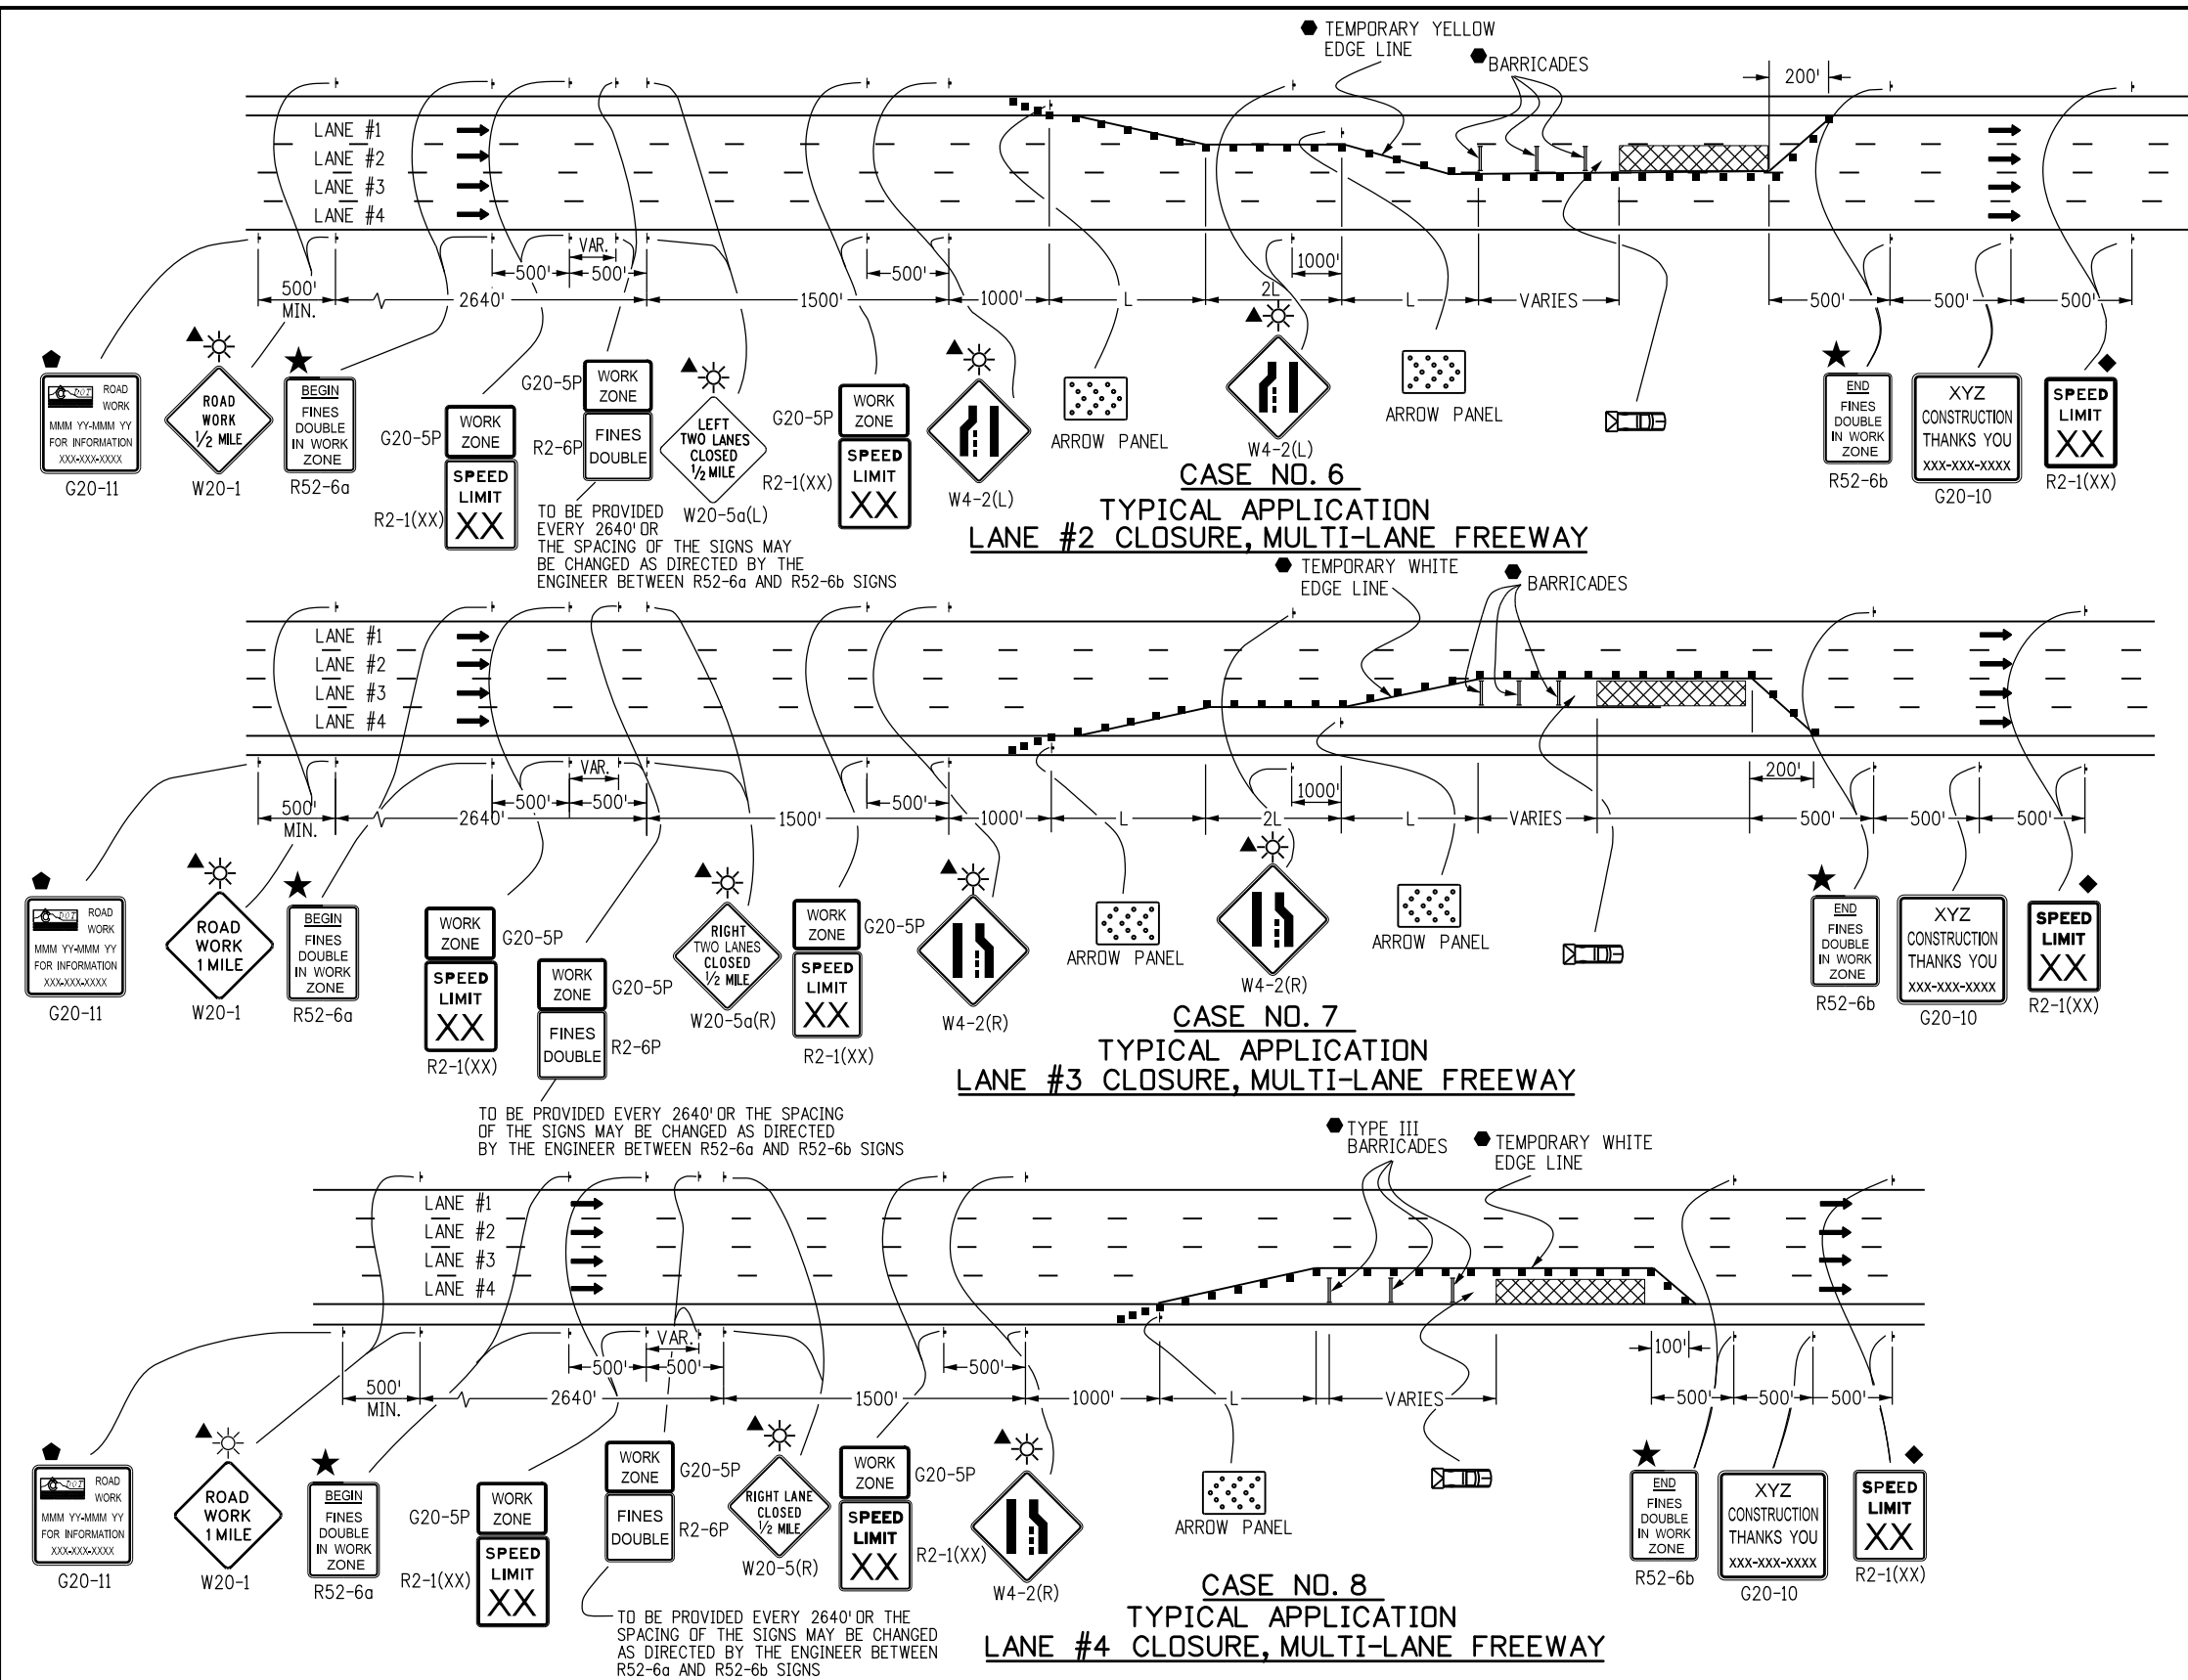 ● TEMPORARY YELLOW
EDGE LINE
BARRICADES
200'
LANE #1
LANE #2
LANE #3
LANE #4
VAR.
500'
500'
500'
1000'
500'
MIN.
2640'
1500'
1000'
L
2L
L
VARIES
500'
500'
500'
ROAD
WORK
MMM YY-MMM YY
FOR INFORMATION
XXX-XXX-XXXX
G20-11
ROAD
WORK
1/2 MILE
W20-1
BEGIN
FINES
DOUBLE
IN WORK
ZONE
R52-6a
G20-5P
WORK
ZONE
R2-1(XX)
SPEED
LIMIT
XX
G20-5P
WORK
ZONE
R2-6P
FINES
DOUBLE
TO BE PROVIDED
EVERY 2640' OR
THE SPACING OF THE SIGNS MAY
BE CHANGED AS DIRECTED BY THE
ENGINEER BETWEEN R52-6a AND R52-6b SIGNS
LEFT
TWO LANES
CLOSED
1/2 MILE
W20-5a(L)
G20-5P
WORK
ZONE
R2-1(XX)
SPEED
LIMIT
XX
W4-2(L)
ARROW PANEL
W4-2(L)
ARROW PANEL
END
FINES
DOUBLE
IN WORK
ZONE
R52-6b
XYZ
CONSTRUCTION
THANKS YOU
XXX-XXX-XXXX
G20-10
SPEED
LIMIT
XX
R2-1(XX)
CASE NO. 6
TYPICAL APPLICATION
LANE #2 CLOSURE, MULTI-LANE FREEWAY
TEMPORARY WHITE
EDGE LINE
BARRICADES
LANE #1
LANE #2
LANE #3
LANE #4
VAR.
500'
500'
500'
1000'
200'
500'
MIN.
2640'
1500'
1000'
L
2L
L
VARIES
500'
500'
500'
ROAD
WORK
MMM YY-MMM YY
FOR INFORMATION
XXX-XXX-XXXX
G20-11
ROAD
WORK
1 MILE
W20-1
BEGIN
FINES
DOUBLE
IN WORK
ZONE
R52-6a
WORK
ZONE
G20-5P
SPEED
LIMIT
XX
R2-1(XX)
WORK
ZONE
G20-5P
FINES
DOUBLE
R2-6P
RIGHT
TWO LANES
CLOSED
1/2 MILE
W20-5a(R)
WORK
ZONE
G20-5P
SPEED
LIMIT
XX
R2-1(XX)
W4-2(R)
ARROW PANEL
W4-2(R)
ARROW PANEL
END
FINES
DOUBLE
IN WORK
ZONE
R52-6b
XYZ
CONSTRUCTION
THANKS YOU
XXX-XXX-XXXX
G20-10
SPEED
LIMIT
XX
R2-1(XX)
CASE NO. 7
TYPICAL APPLICATION
LANE #3 CLOSURE, MULTI-LANE FREEWAY
TO BE PROVIDED EVERY 2640' OR THE SPACING
OF THE SIGNS MAY BE CHANGED AS DIRECTED
BY THE ENGINEER BETWEEN R52-6a AND R52-6b SIGNS
TYPE III
BARRICADES
TEMPORARY WHITE
EDGE LINE
LANE #1
LANE #2
LANE #3
LANE #4
VAR.
500'
500'
500'
100'
500'
MIN.
2640'
1500'
1000'
L
VARIES
500'
500'
500'
ROAD
WORK
MMM YY-MMM YY
FOR INFORMATION
XXX-XXX-XXXX
G20-11
ROAD
WORK
1 MILE
W20-1
BEGIN
FINES
DOUBLE
IN WORK
ZONE
R52-6a
G20-5P
WORK
ZONE
R2-1(XX)
SPEED
LIMIT
XX
WORK
ZONE
G20-5P
FINES
DOUBLE
R2-6P
RIGHT LANE
CLOSED
1/2 MILE
W20-5(R)
WORK
ZONE
G20-5P
SPEED
LIMIT
XX
R2-1(XX)
W4-2(R)
ARROW PANEL
END
FINES
DOUBLE
IN WORK
ZONE
R52-6b
XYZ
CONSTRUCTION
THANKS YOU
XXX-XXX-XXXX
G20-10
SPEED
LIMIT
XX
R2-1(XX)
TO BE PROVIDED EVERY 2640' OR THE
SPACING OF THE SIGNS MAY BE CHANGED
AS DIRECTED BY THE ENGINEER BETWEEN
R52-6a AND R52-6b SIGNS
CASE NO. 8
TYPICAL APPLICATION
LANE #4 CLOSURE, MULTI-LANE FREEWAY